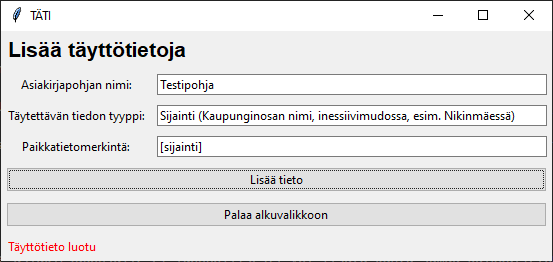 TÄTI
Lisää täyttötietoja
Asiakirjapohjan nimi: Testipohja
Täytettävän tiedon tyyppi: Sijainti (Kaupunginosan nimi, inessiivimudossa, esim. Nikinmäessä)
Paikkatietomerkintä: [sijainti]
Lisää tieto
Palaa alkuvalikkoon
Täyttötieto luotu